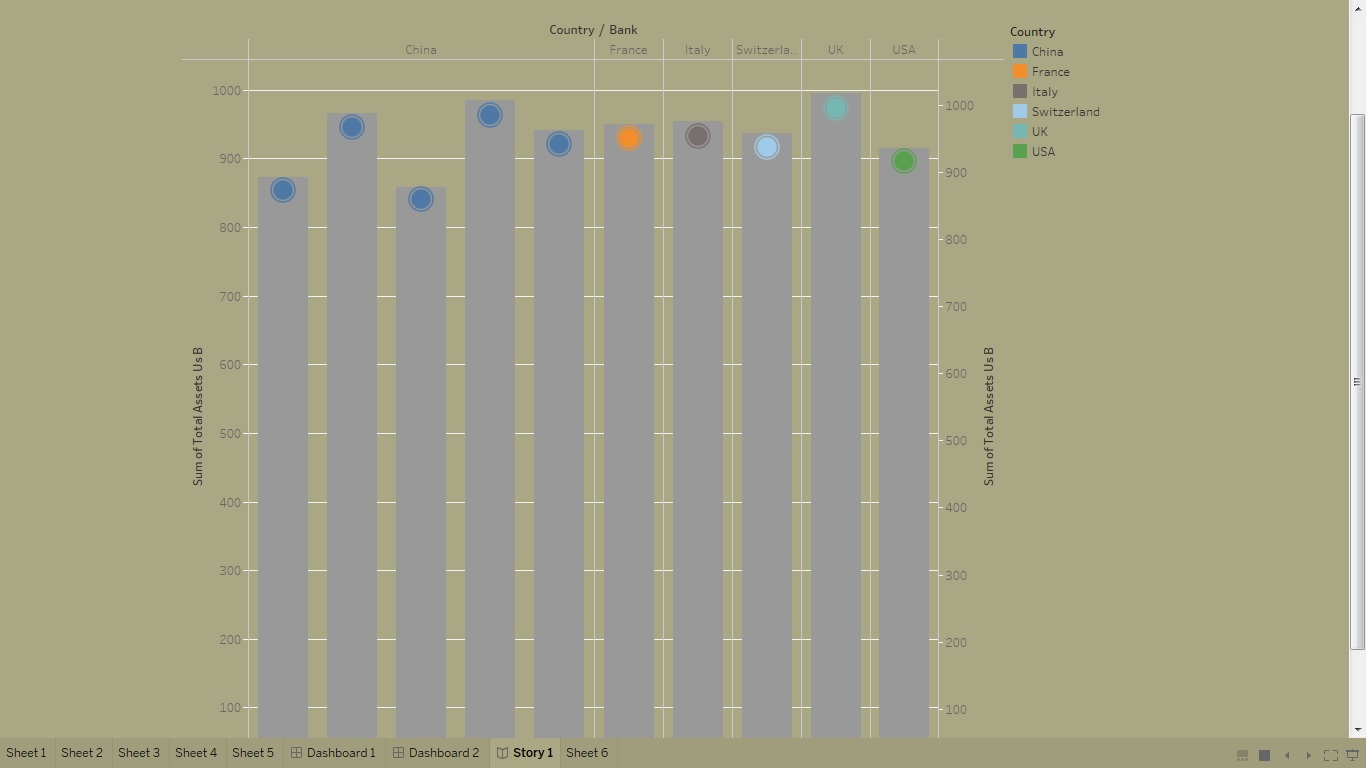 Country / Bank
China France Italy Switzerla.. UK USA
1000
900
800
700
600
500
400
300
200
100
Sum of Total Assets Us B
1000
900
800
700
600
500
400
300
200
100
Sum of Total Assets Us B
Country
China
France
Italy
Switzerland
UK
USA
Sheet 1 Sheet 2 Sheet 3 Sheet 4 Sheet 5 Dashboard 1 Dashboard 2 Story 1 Sheet 6